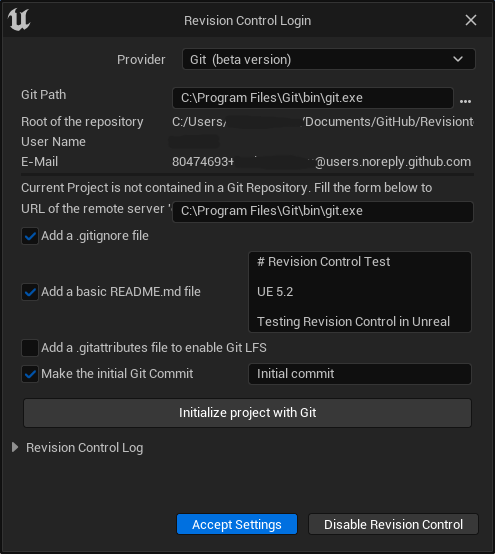 Revision Control Login
Provider Git (beta version)
Git Path C:\Program Files\Git\bin\git.exe ...
Root of the repository C:/Users/ /Documents/GitHub/Revisiont
User Name
E-Mail 80474693+ @users.noreply.github.com
Current Project is not contained in a Git Repository. Fill the form below to
URL of the remote server ' C:\Program Files\Git\bin\git.exe
Add a .gitignore file
# Revision Control Test
UE 5.2
Add a basic README.md file
Testing Revision Control in Unreal
Add a .gitattributes file to enable Git LFS
Make the initial Git Commit Initial commit
Initialize project with Git
Revision Control Log
Accept Settings Disable Revision Control